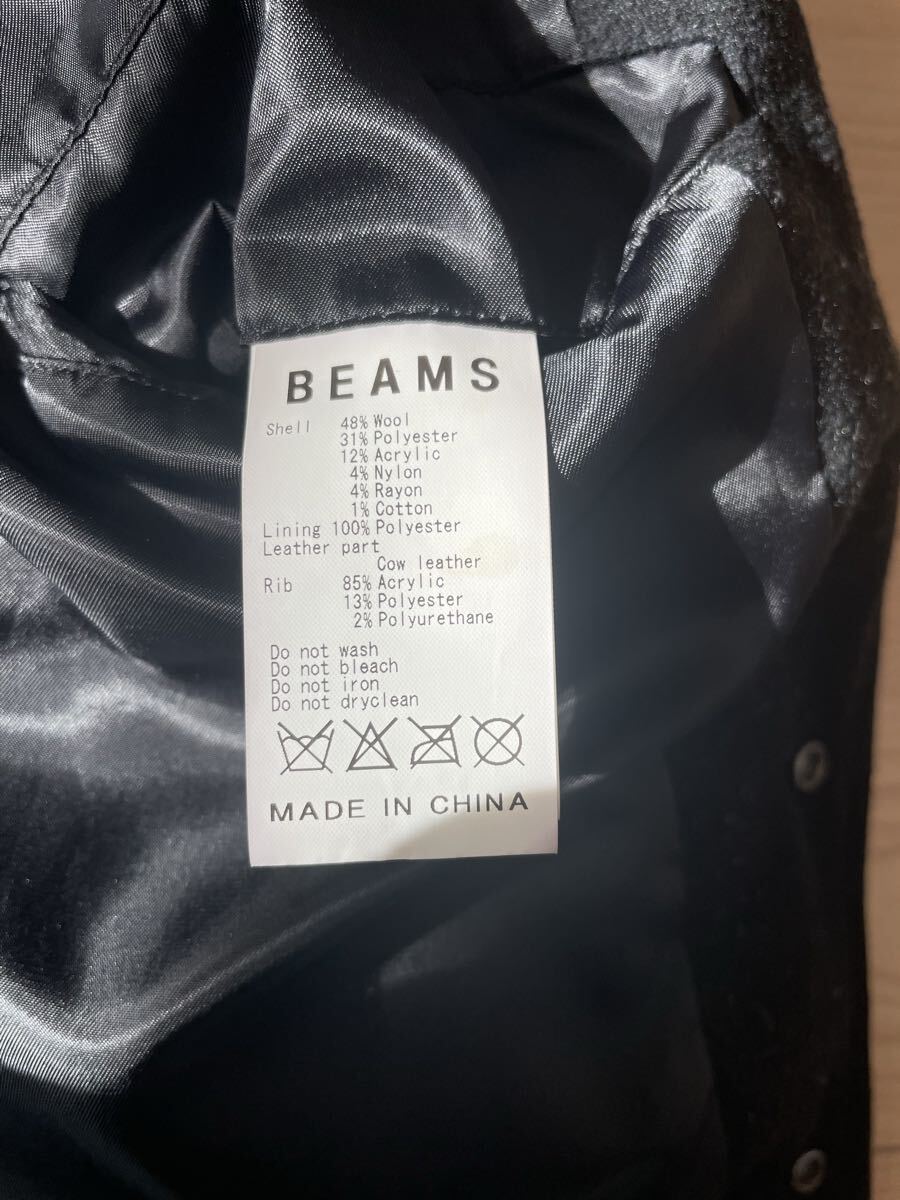 BEAMS
Shell 48% Wool
31% Polyester
12% Acrylic
4% Nylon
4% Rayon
1% Cotton
Lining 100% Polyester
Leather part
Cow leather
Rib 85% Acrylic
13% Polyester
2% Polyurethane
Do not wash
Do not bleach
Do not iron
Do not dryclean
MADE IN CHINA